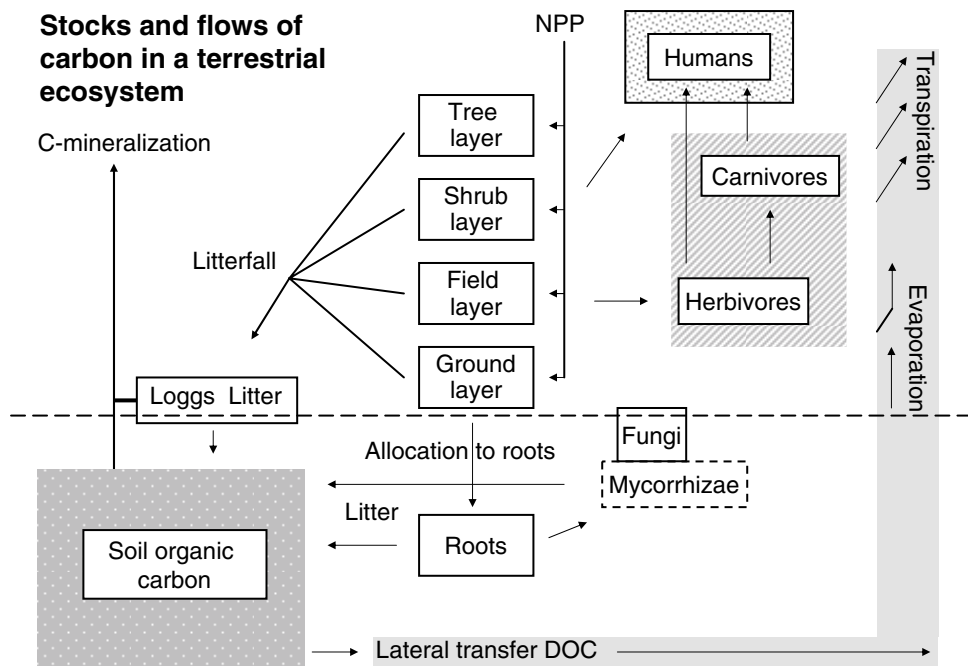 Stocks and flows of
carbon in a terrestrial
ecosystem
NPP
Humans
Transpiration
C-mineralization
Tree
layer
Shrub
layer
Carnivores
Litterfall
Field
layer
Herbivores
Evaporation
Ground
layer
Loggs Litter
Allocation to roots
Fungi
Mycorrhizae
Litter
Roots
Soil organic
carbon
Lateral transfer DOC